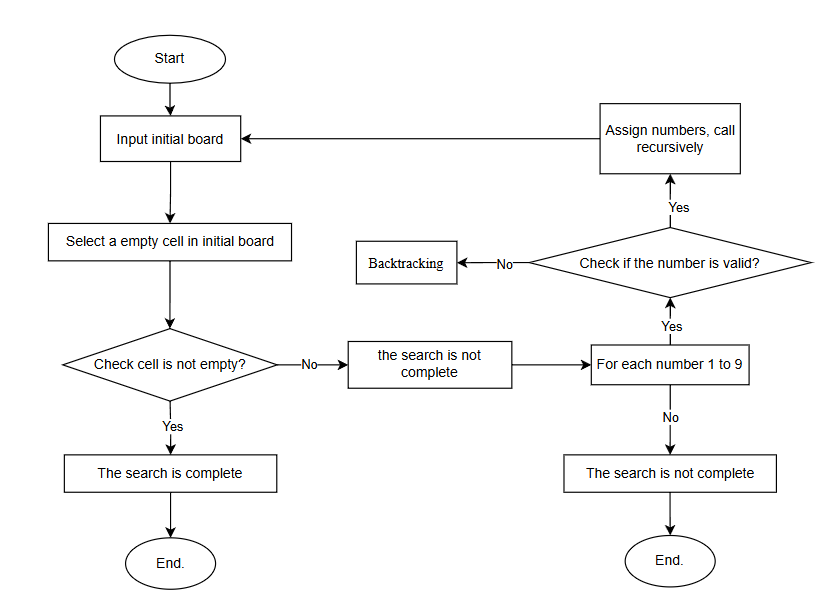 Start
Input initial board
Assign numbers, call
recursively
Yes
Select a empty cell in initial board
Backtracking
No
Check if the number is valid?
Yes
Check cell is not empty?
No
the search is not
complete
For each number 1 to 9
Yes
No
The search is complete
The search is not complete
End.
End.